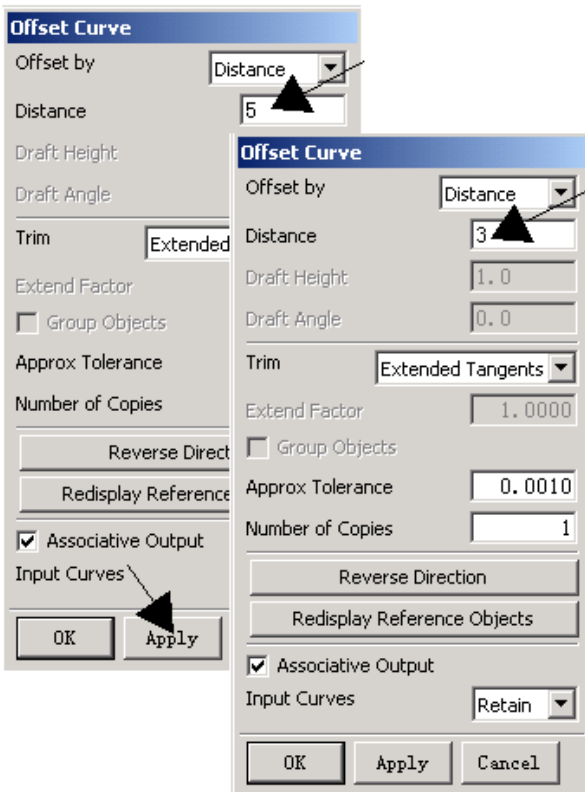 Offset Curve
Offset by Distance
Distance 5
Draft Height
Draft Angle
Trim Extended
Extend Factor
Group Objects
Approx Tolerance
Number of Copies
Reverse Direct
Redisplay Reference
Associative Output
Input Curves
OK Apply
Offset Curve
Offset by Distance
Distance 3
Draft Height 1.0
Draft Angle 0.0
Trim Extended Tangents
Extend Factor 1.0000
Group Objects
Approx Tolerance 0.0010
Number of Copies 1
Reverse Direction
Redisplay Reference Objects
Associative Output
Input Curves Retain
OK Apply Cancel